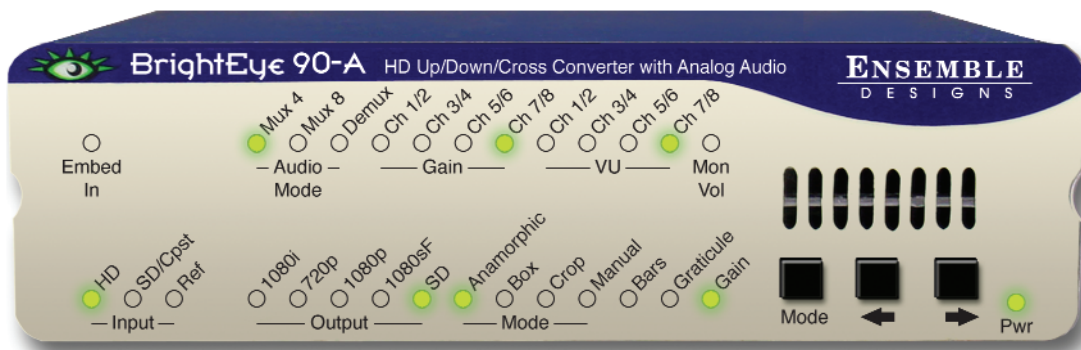 BrightEye 90-A HD Up/Down/Cross Converter with Analog Audio
ENSEMBLE
DESIGNS
Mux 4 Mux 8 Demux Ch 1/2 Ch 3/4 Ch 5/6 Ch 7/8 Ch 1/2 Ch 3/4 Ch 5/6 Ch 7/8
Embed In
Audio Mode
Gain
VU
Mon Vol
HD SD/Cpst Ref 1080i 720p 1080p 1080sF SD Anamorphic Box Crop Manual Bars Graticule Gain
Input Output Mode
Mode
Pwr